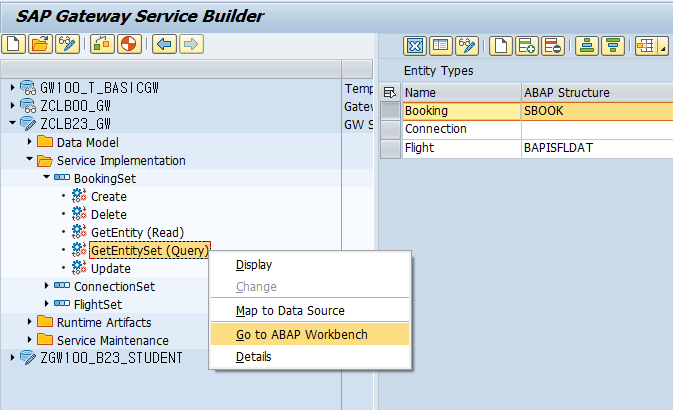 SAP Gateway Service Builder
GW100_T_BASICGW
Temp
ZCLB00_GW
Gatew
ZCLB23_GW
GW S
Data Model
Service Implementation
BookingSet
Create
Delete
GetEntity (Read)
GetEntitySet (Query)
Update
ConnectionSet
FlightSet
Runtime Artifacts
Service Maintenance
ZGW100_B23_STUDENT
Display
Change
Map to Data Source
Go to ABAP Workbench
Details
Entity Types
Name ABAP Structure
Booking SBOOK
Connection
Flight BAPISFLDAT